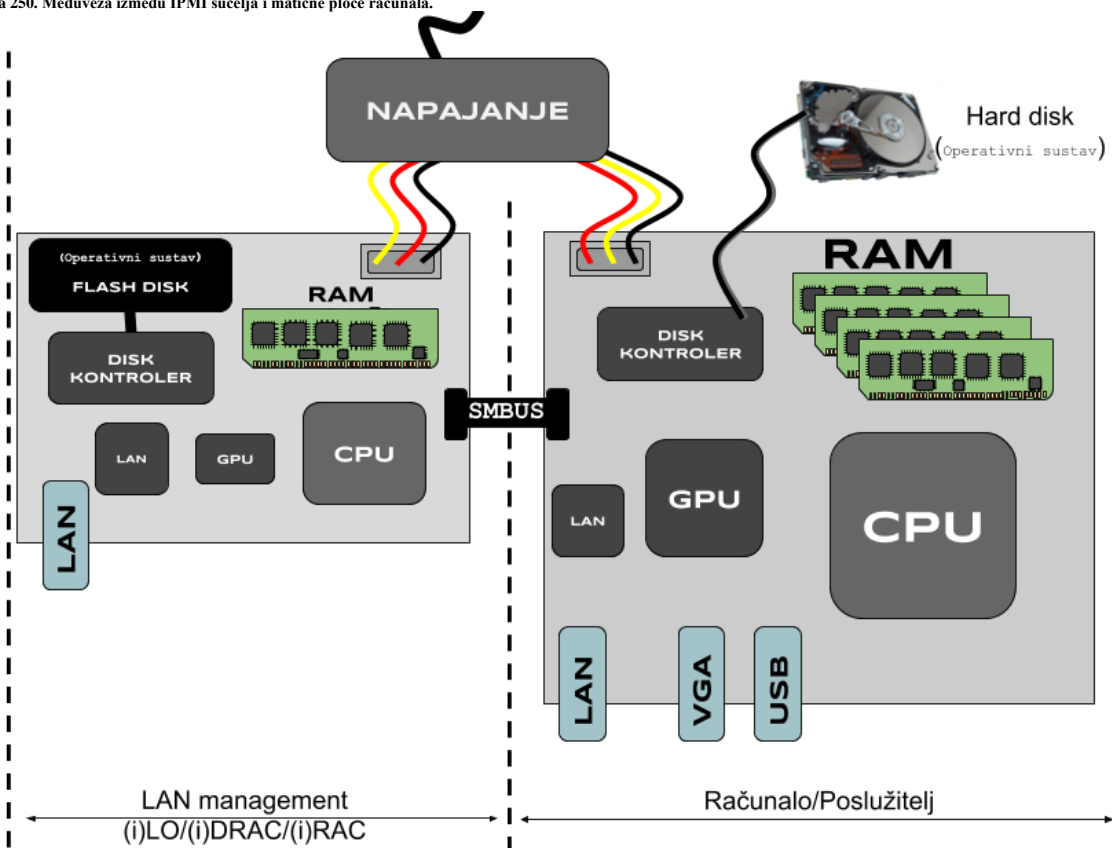 a 250. Međuveza između IPMI sučelja i matične ploče računala.
NAPAJANJE
Hard disk
(Operativni sustav)
(Operativni sustav)
FLASH DISK
RAM
DISK
KONTROLER
LAN
GPU
CPU
LAN
SMBUS
RAM
DISK
KONTROLER
LAN
GPU
CPU
LAN
VGA
USB
LAN management
(i)LO/(i)DRAC/(i)RAC
Računalo/Poslužitelj